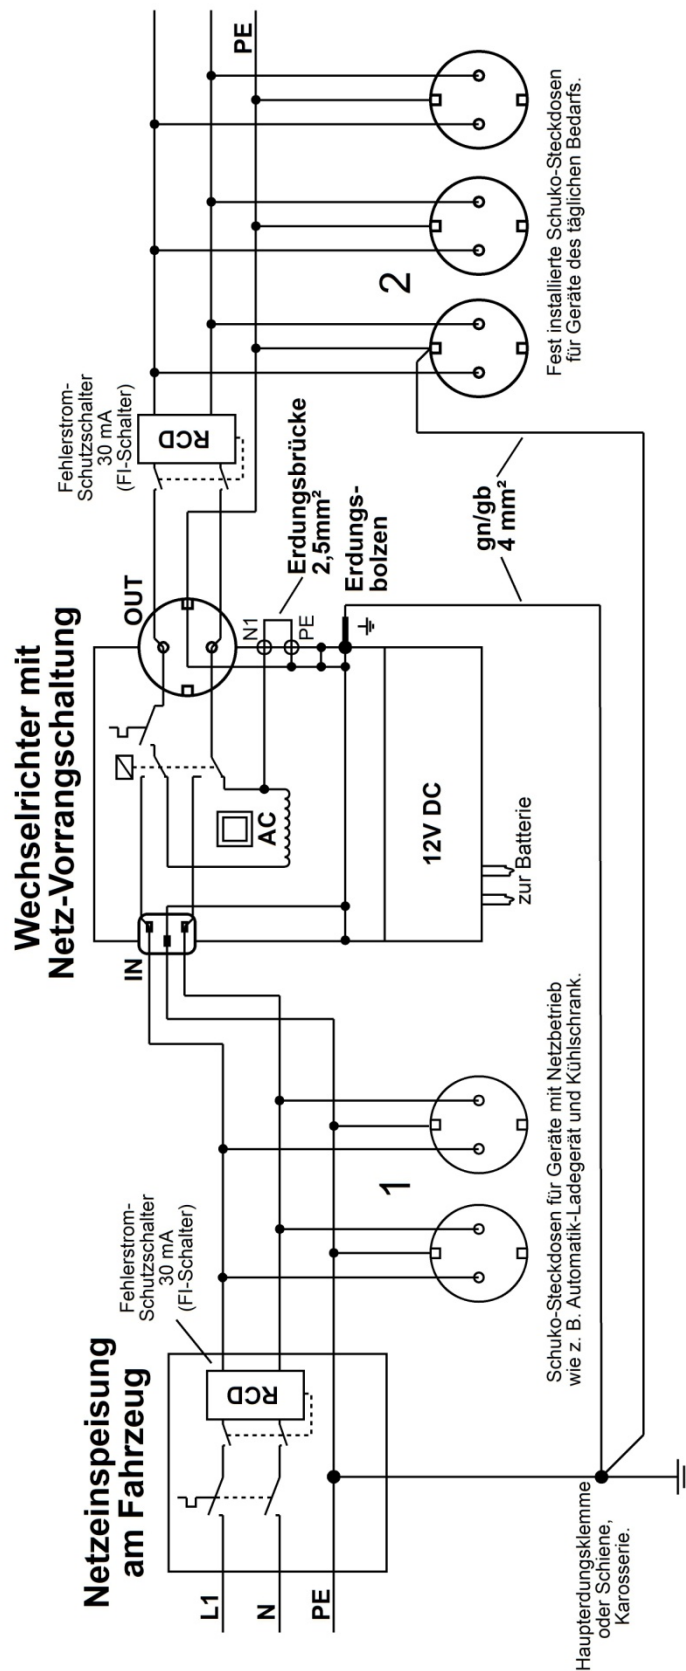 Netzeinspeisung
am Fahrzeug
Fehlerstrom-
Schutzschalter
30 mA
(FI-Schalter)
L1
N
PE
RCD
Haupterdungsklemme
oder Schiene,
Karosserie.
1
Schuko-Steckdosen für Geräte mit Netzbetrieb
wie z. B. Automatik-Ladegerät und Kühlschrank.
Wechselrichter mit
Netz-Vorrangschaltung
IN
OUT
AC
N1
PE
12V DC
zur Batterie
Erdungsbrücke
2,5mm²
Erdungs-
bolzen
gn/gb
4 mm²
Fehlerstrom-
Schutzschalter
30 mA
(FI-Schalter)
RCD
PE
2
Fest installierte Schuko-Steckdosen
für Geräte des täglichen Bedarfs.